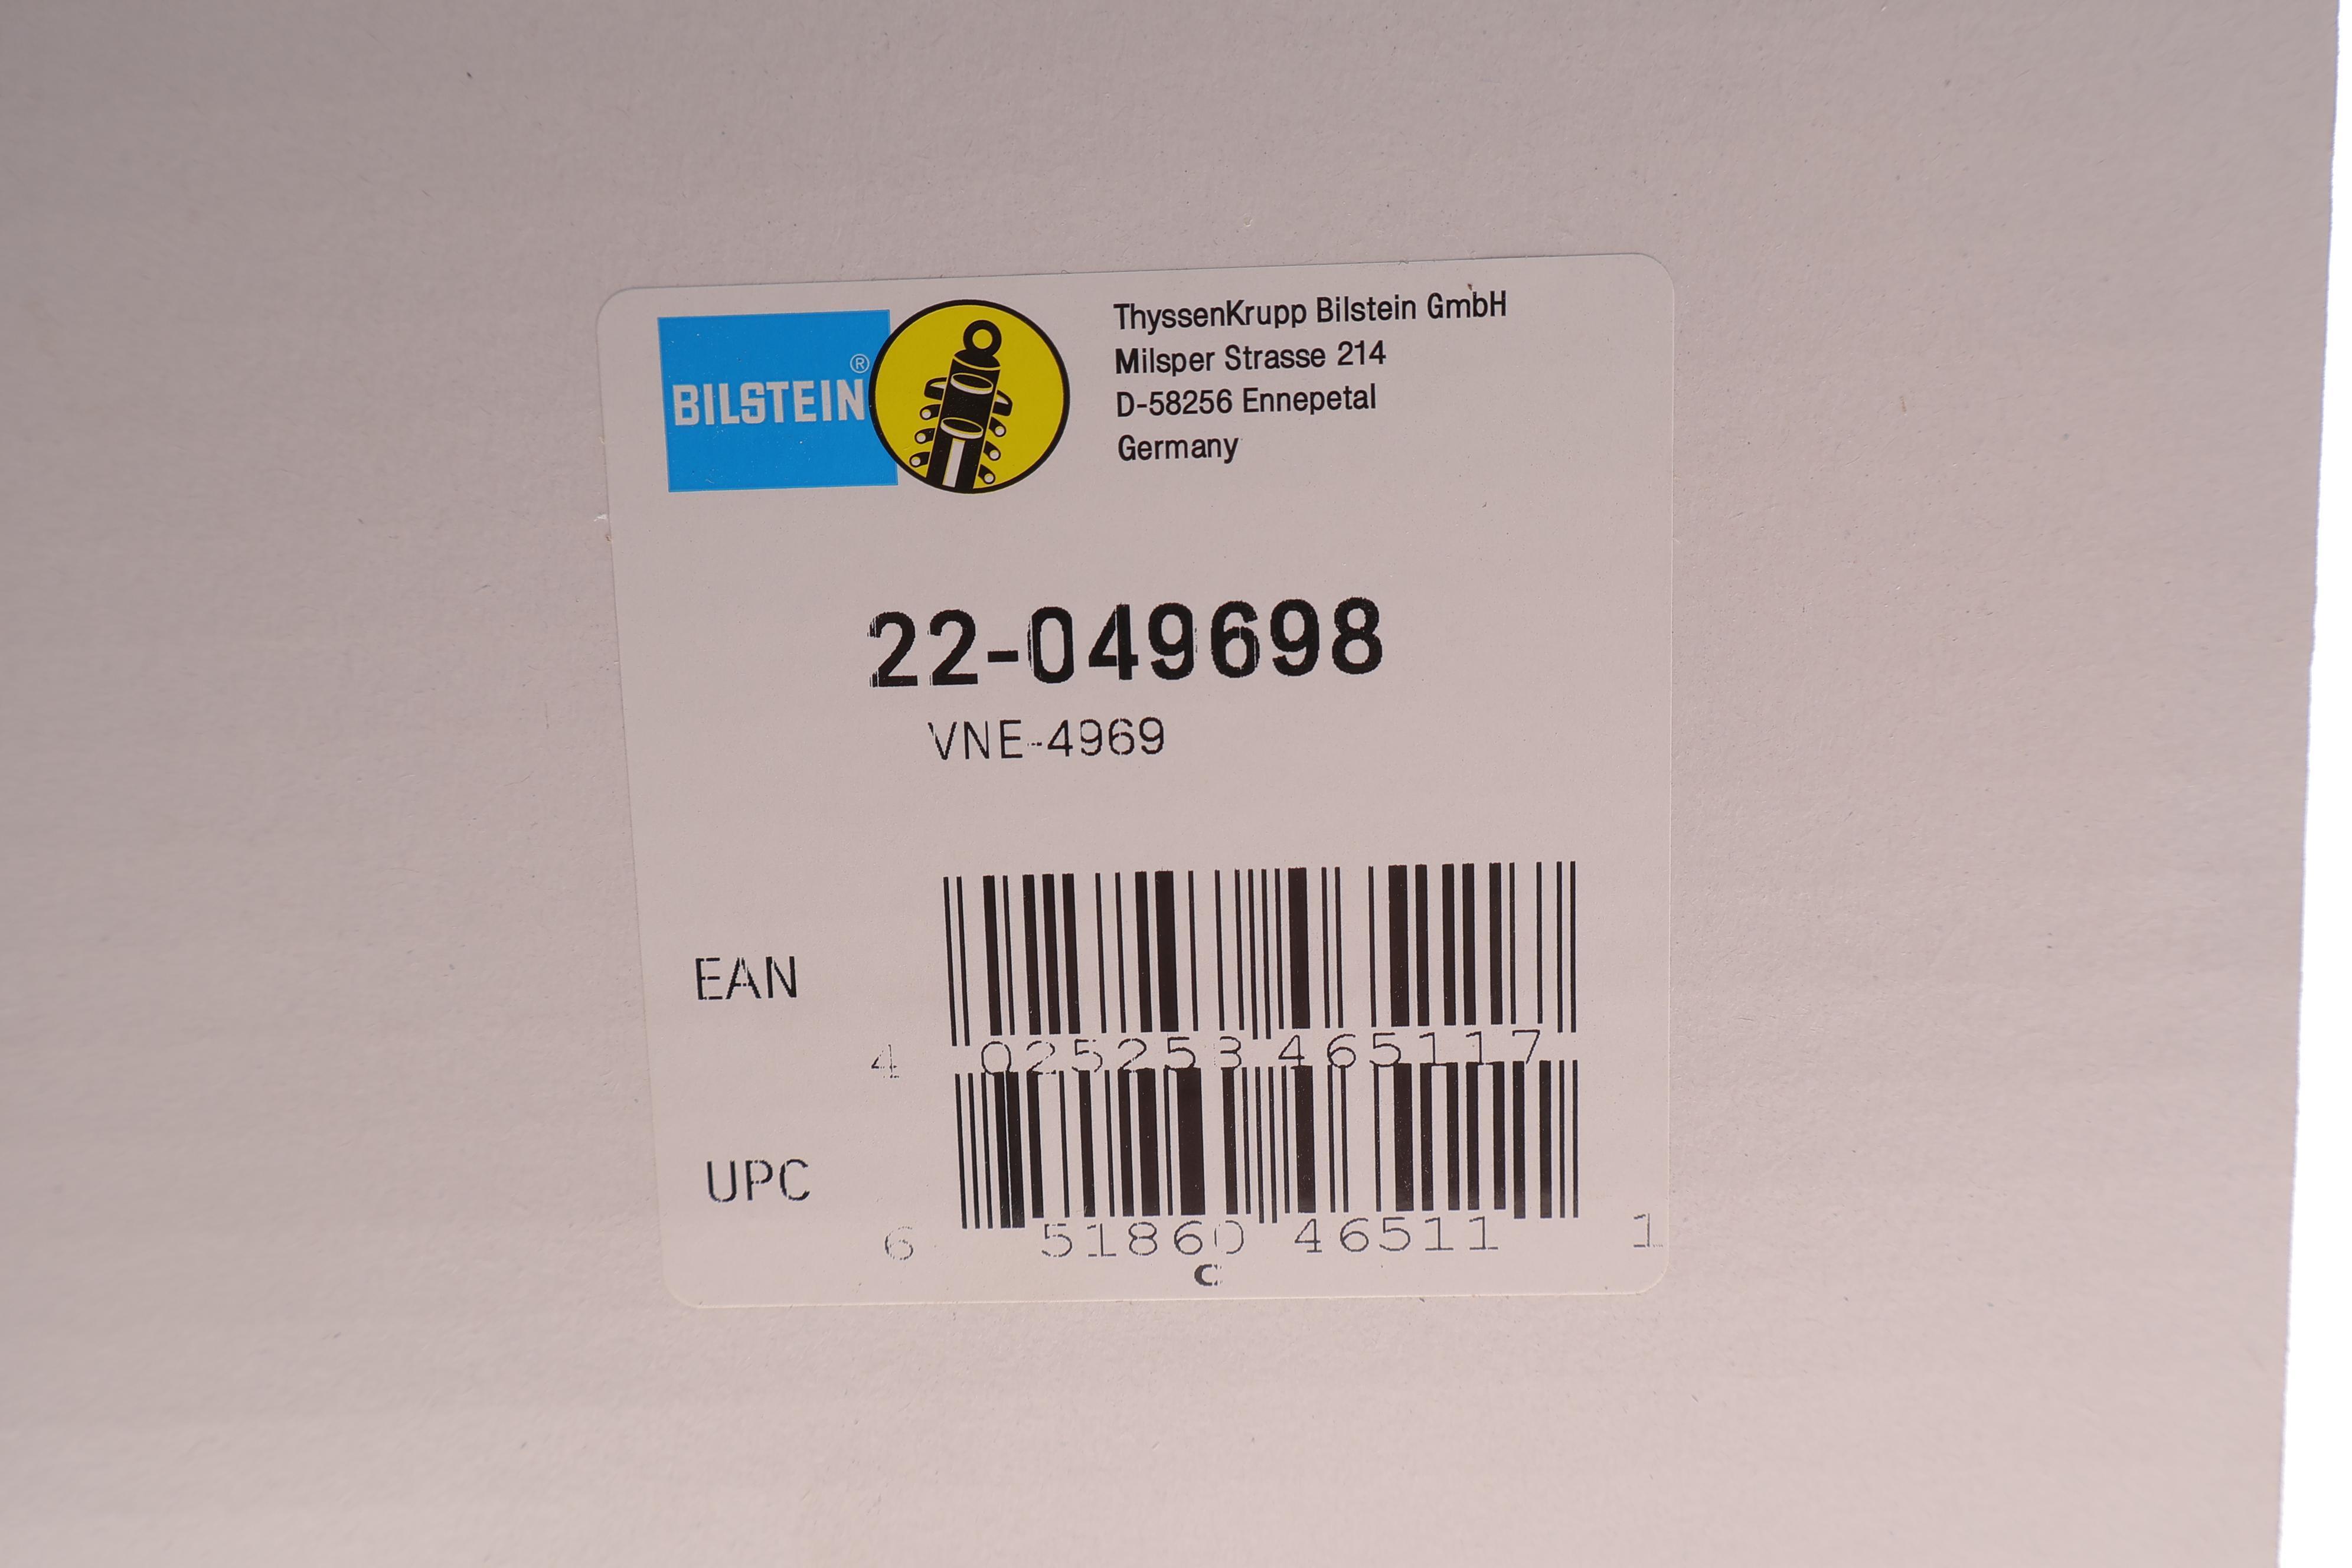 BILSTEIN®
ThyssenKrupp Bilstein GmbH
Milsper Strasse 214
D-58256 Ennepetal
Germany
22-049698
VNE-4969
EAN
4 025253 465117
UPC
6 51860 46511 1
C